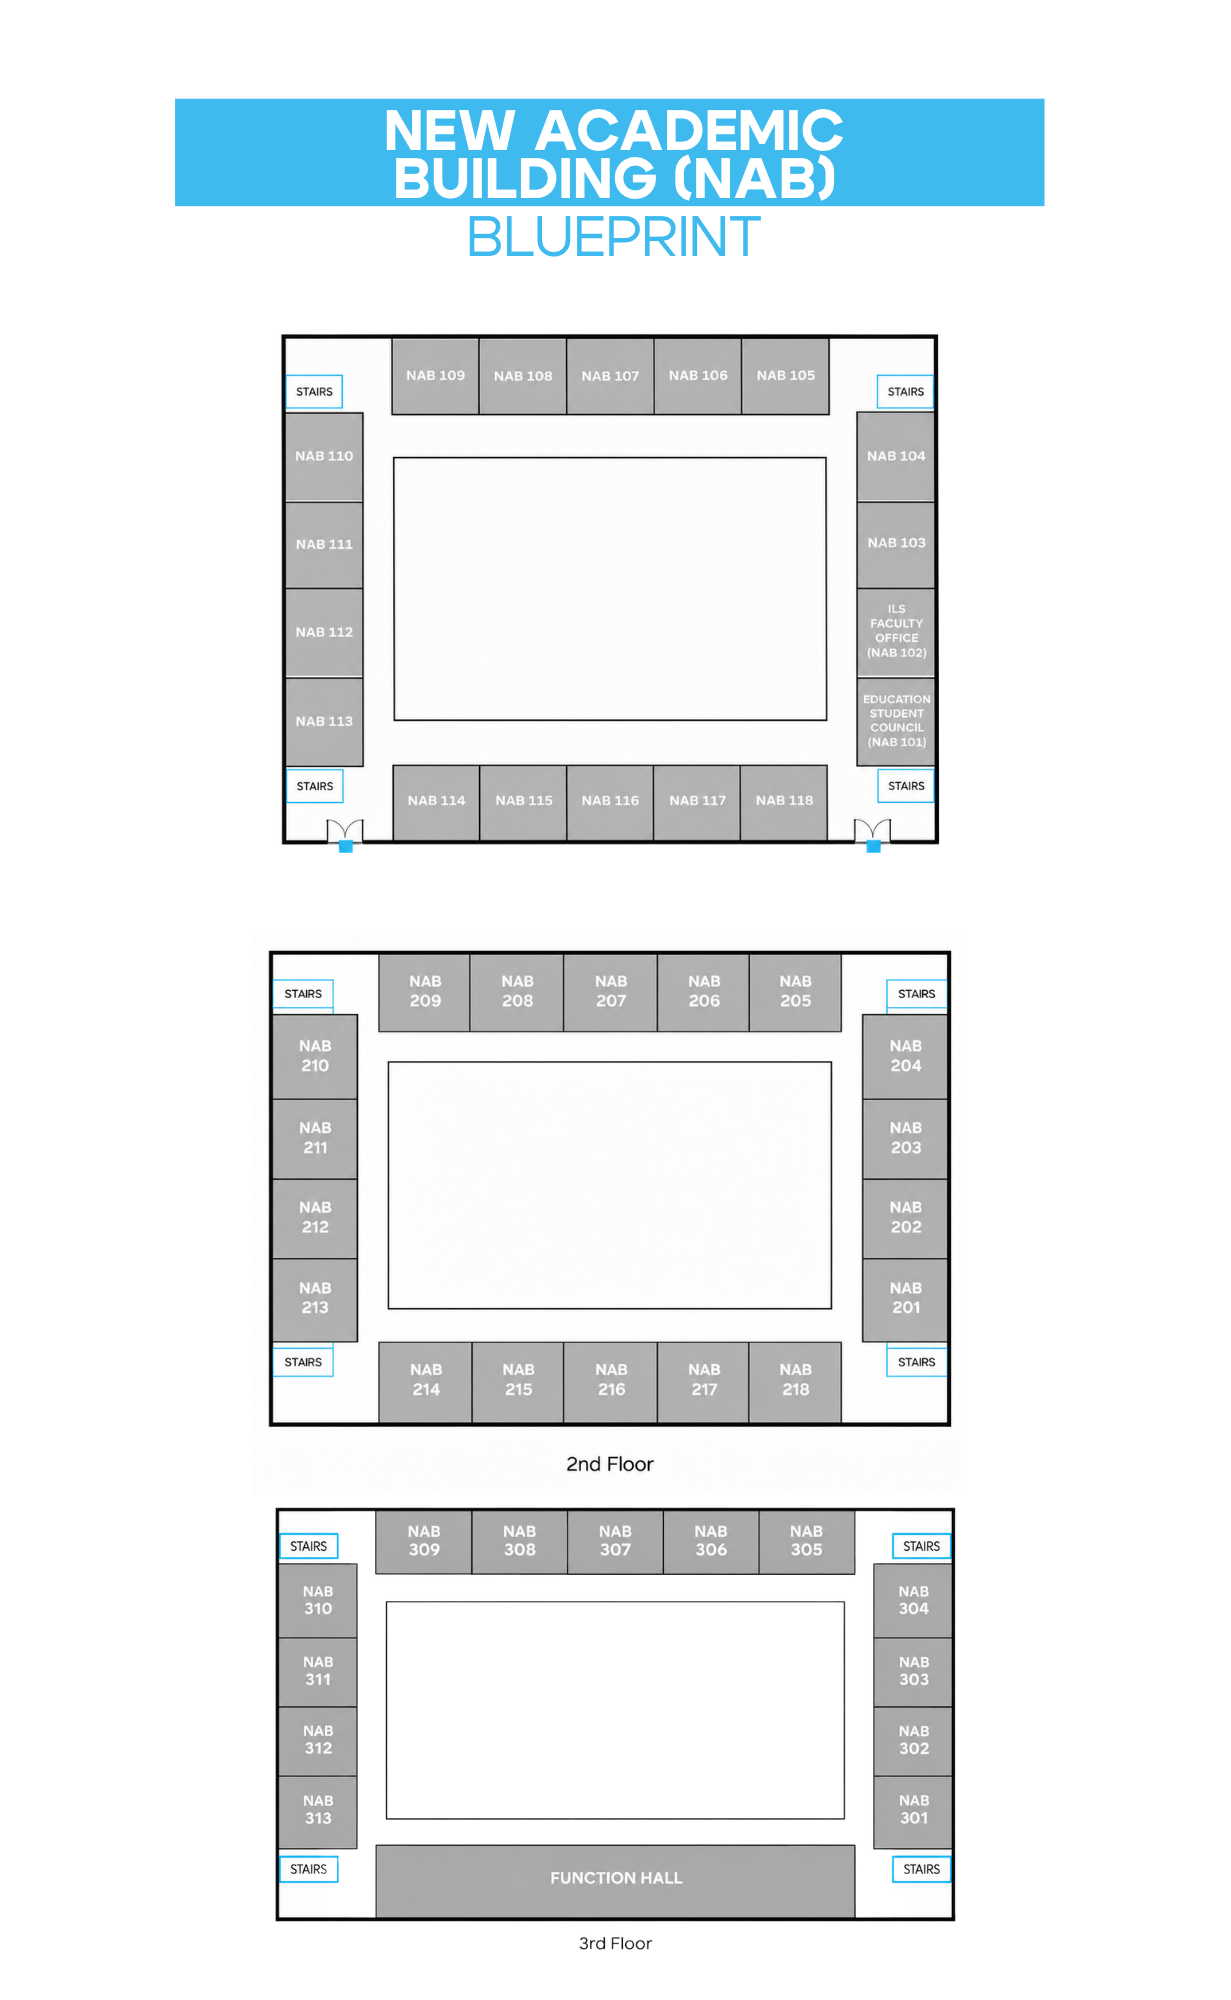 NEW ACADEMIC
BUILDING (NAB)
BLUEPRINT
NAB 109
NAB 108
NAB 107
NAB 106
NAB 105
STAIRS
STAIRS
NAB 110
NAB 104
NAB 111
NAB 103
NAB 112
ILS
FACULTY
OFFICE
(NAB 102)
NAB 113
EDUCATION
STUDENT
COUNCIL
(NAB 101)
STAIRS
STAIRS
NAB 114
NAB 115
NAB 116
NAB 117
NAB 118
NAB
209
NAB
208
NAB
207
NAB
206
NAB
205
STAIRS
STAIRS
NAB
210
NAB
204
NAB
211
NAB
203
NAB
212
NAB
202
NAB
213
NAB
201
STAIRS
STAIRS
NAB
214
NAB
215
NAB
216
NAB
217
NAB
218
2nd Floor
NAB
309
NAB
308
NAB
307
NAB
306
NAB
305
STAIRS
STAIRS
NAB
310
NAB
304
NAB
311
NAB
303
NAB
312
NAB
302
NAB
313
NAB
301
STAIRS
STAIRS
FUNCTION HALL
3rd Floor